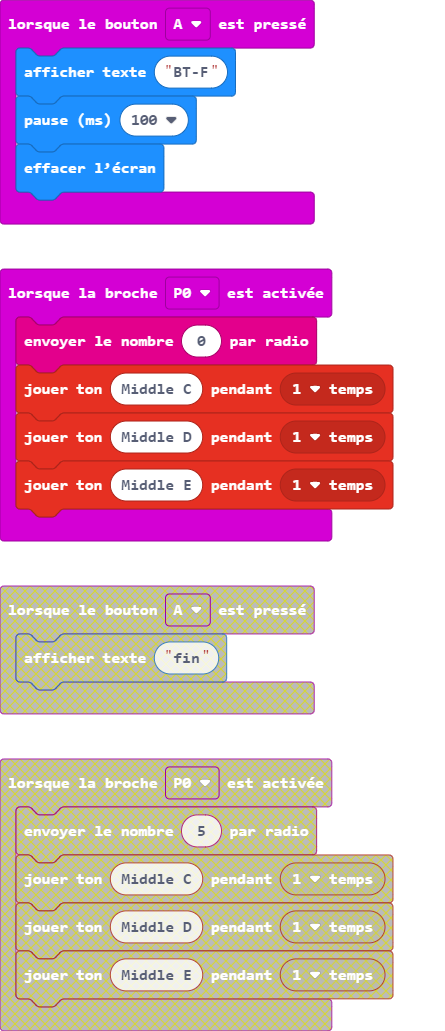 lorsque le bouton A est pressé
afficher texte "BT-F"
pause (ms) 100
effacer l'écran
lorsque la broche P0 est activée
envoyer le nombre 0 par radio
jouer ton Middle C pendant 1 temps
jouer ton Middle D pendant 1 temps
jouer ton Middle E pendant 1 temps
lorsque le bouton A est pressé
afficher texte "fin"
lorsque la broche P0 est activée
envoyer le nombre 5 par radio
jouer ton Middle C pendant 1 temps
jouer ton Middle D pendant 1 temps
jouer ton Middle E pendant 1 temps